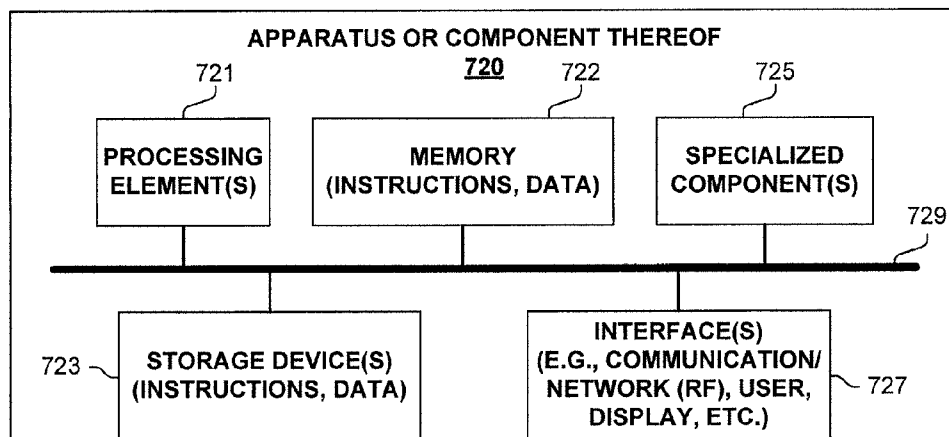 APPARATUS OR COMPONENT THEREOF
720
721
722
725
PROCESSING
ELEMENT(S)
MEMORY
(INSTRUCTIONS, DATA)
SPECIALIZED
COMPONENT(S)
729
723
STORAGE DEVICE(S)
(INSTRUCTIONS, DATA)
INTERFACE(S)
(E.G., COMMUNICATION/
NETWORK (RF), USER,
DISPLAY, ETC.)
727